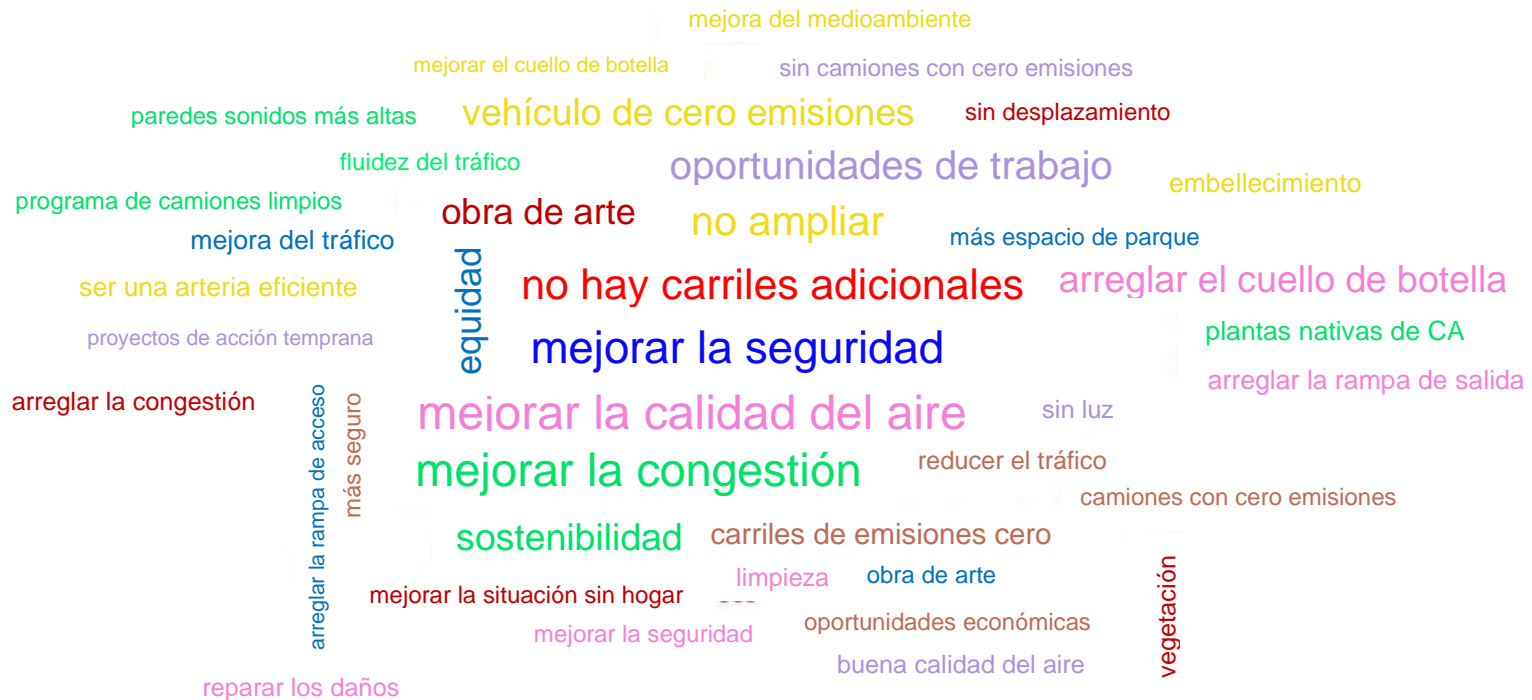 mejora del medioambiente
mejorar el cuello de botella
sin camiones con cero emisiones
paredes sonidos más altas
vehículo de cero emisiones
sin desplazamiento
fluidez del tráfico
oportunidades de trabajo
embellecimiento
programa de camiones limpios
obra de arte
no ampliar
mejora del tráfico
más espacio de parque
equidad
ser una arteria eficiente
no hay carriles adicionales
arreglar el cuello de botella
proyectos de acción temprana
mejorar la seguridad
plantas nativas de CA
arreglar la rampa de salida
arreglar la congestión
arreglar la rampa de acceso
más seguro
mejorar la calidad del aire
sin luz
mejorar la congestión
reducer el tráfico
camiones con cero emisiones
sostenibilidad
carriles de emisiones cero
vegetación
limpieza
obra de arte
mejorar la situación sin hogar
oportunidades económicas
mejorar la seguridad
buena calidad del aire
reparar los daños